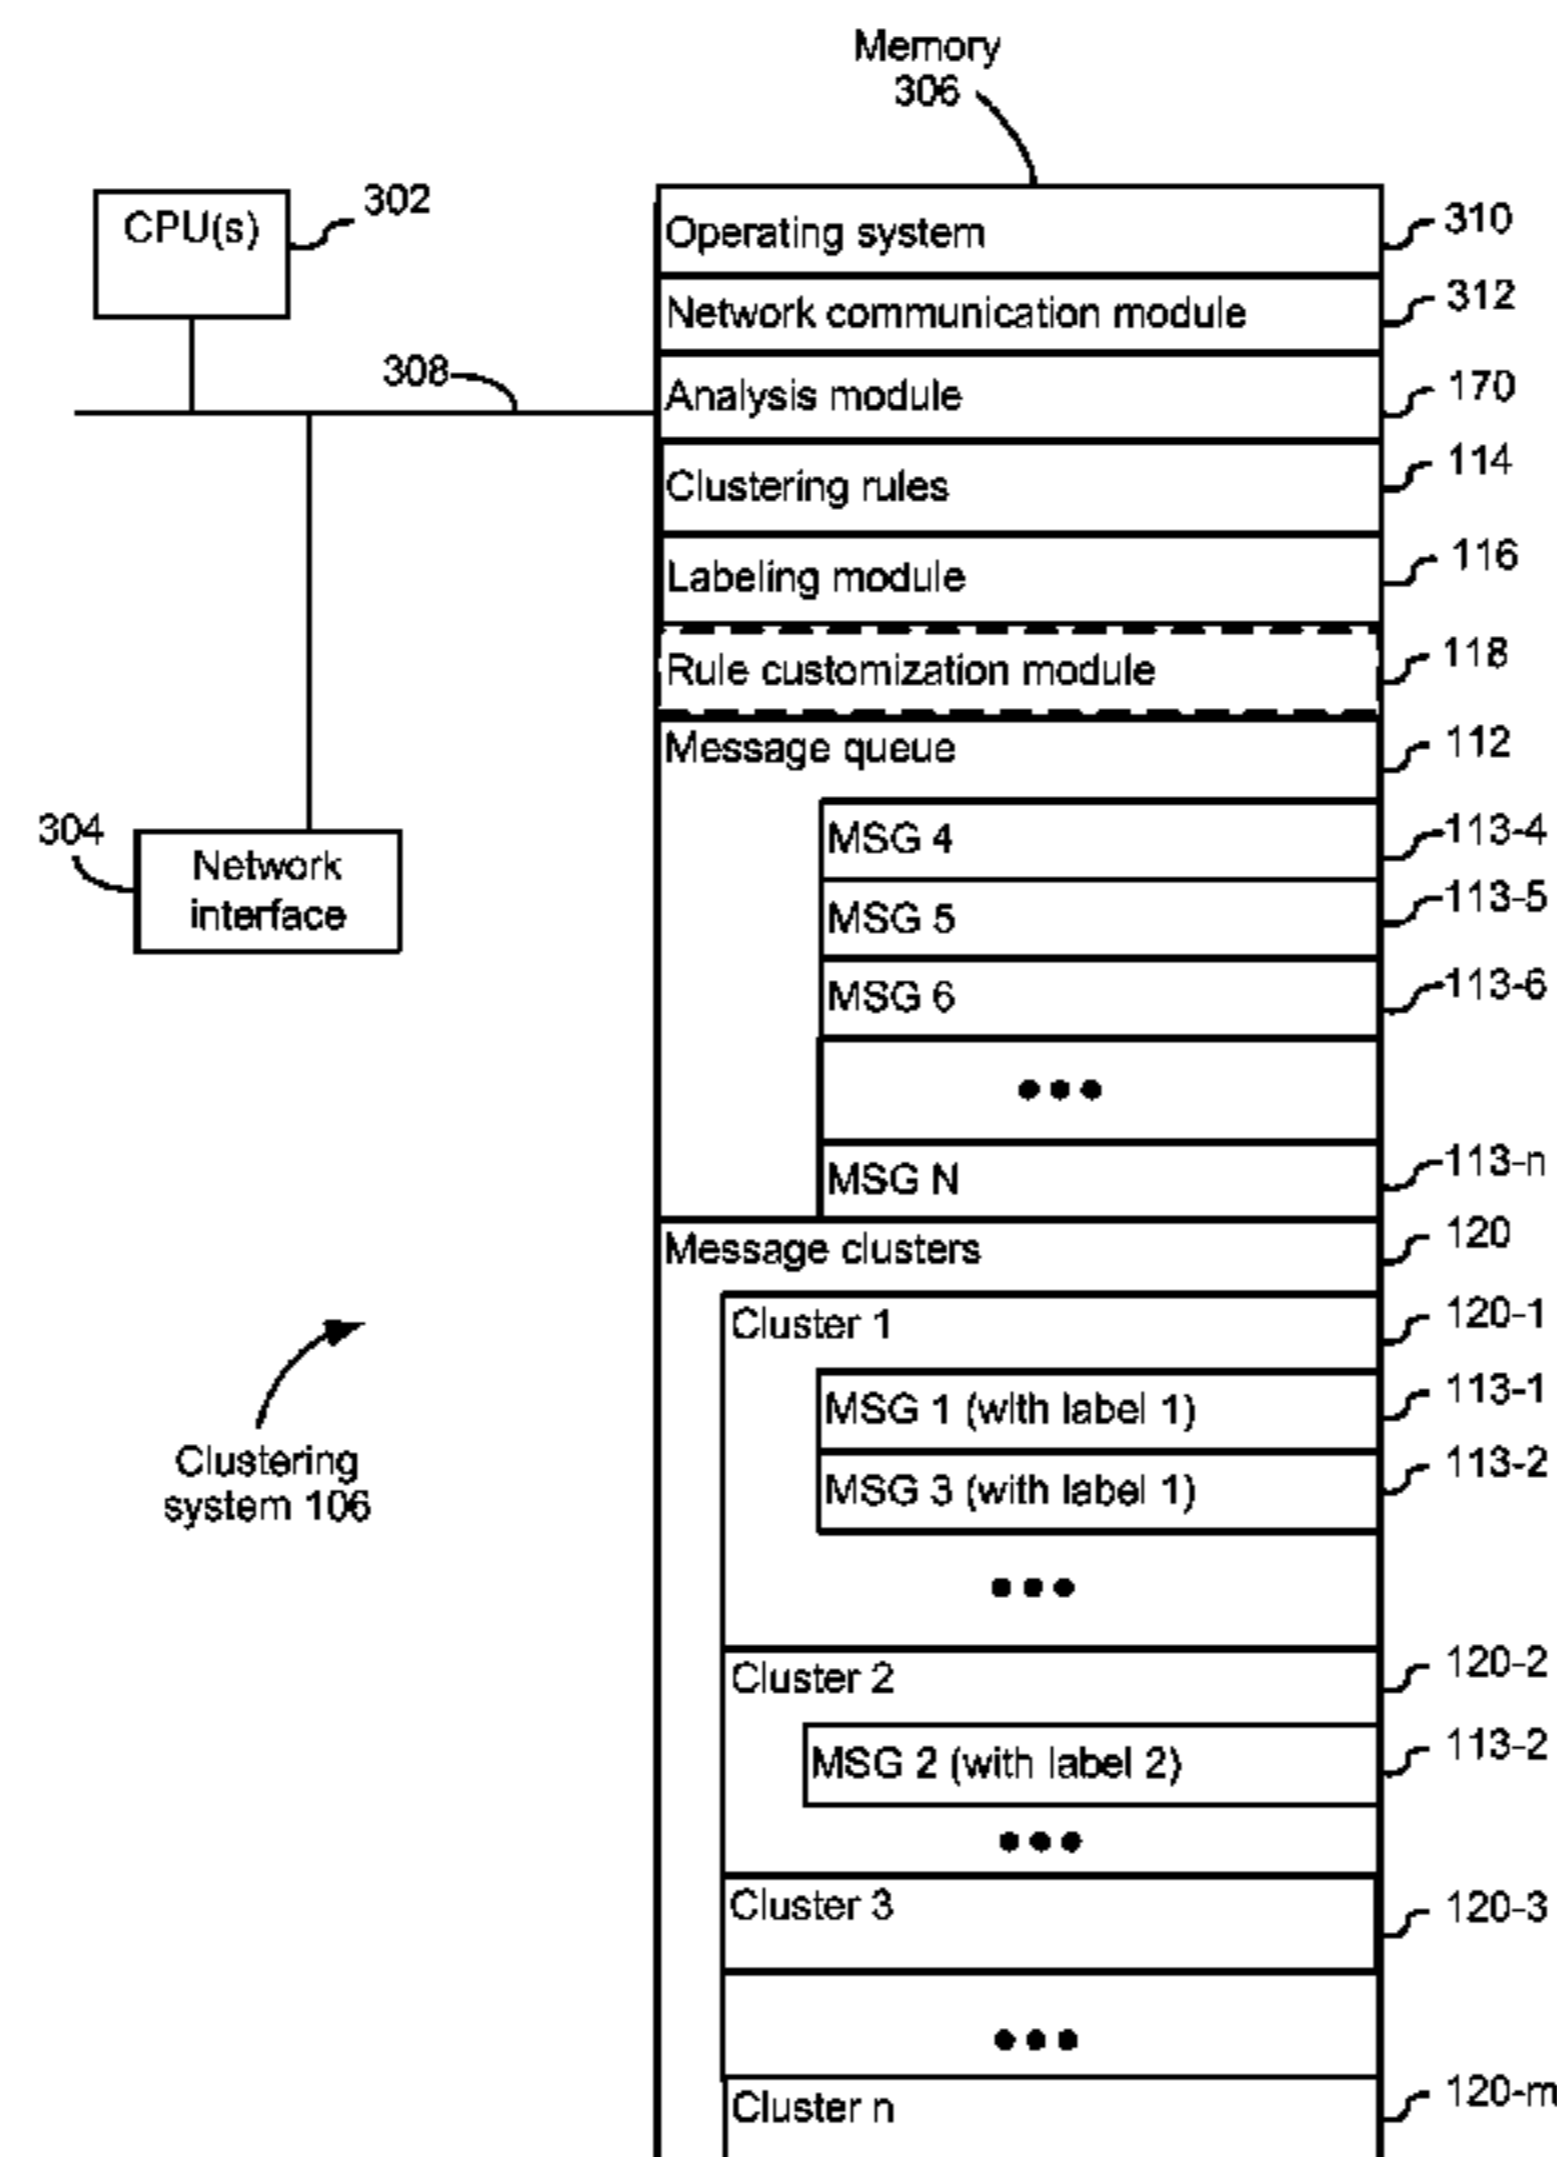 Memory
306
CPU(s)
302
Operating system
310
Network communication module
312
308
Analysis module
170
Clustering rules
114
Labeling module
116
Rule customization module
118
Message queue
112
MSG 4
113-4
304
Network
interface
MSG 5
113-5
MSG 6
113-6
MSG N
113-n
Message clusters
120
Cluster 1
120-1
MSG 1 (with label 1)
113-1
Clustering
system 106
MSG 3 (with label 1)
113-2
Cluster 2
120-2
MSG 2 (with label 2)
113-2
Cluster 3
120-3
Cluster n
120-m